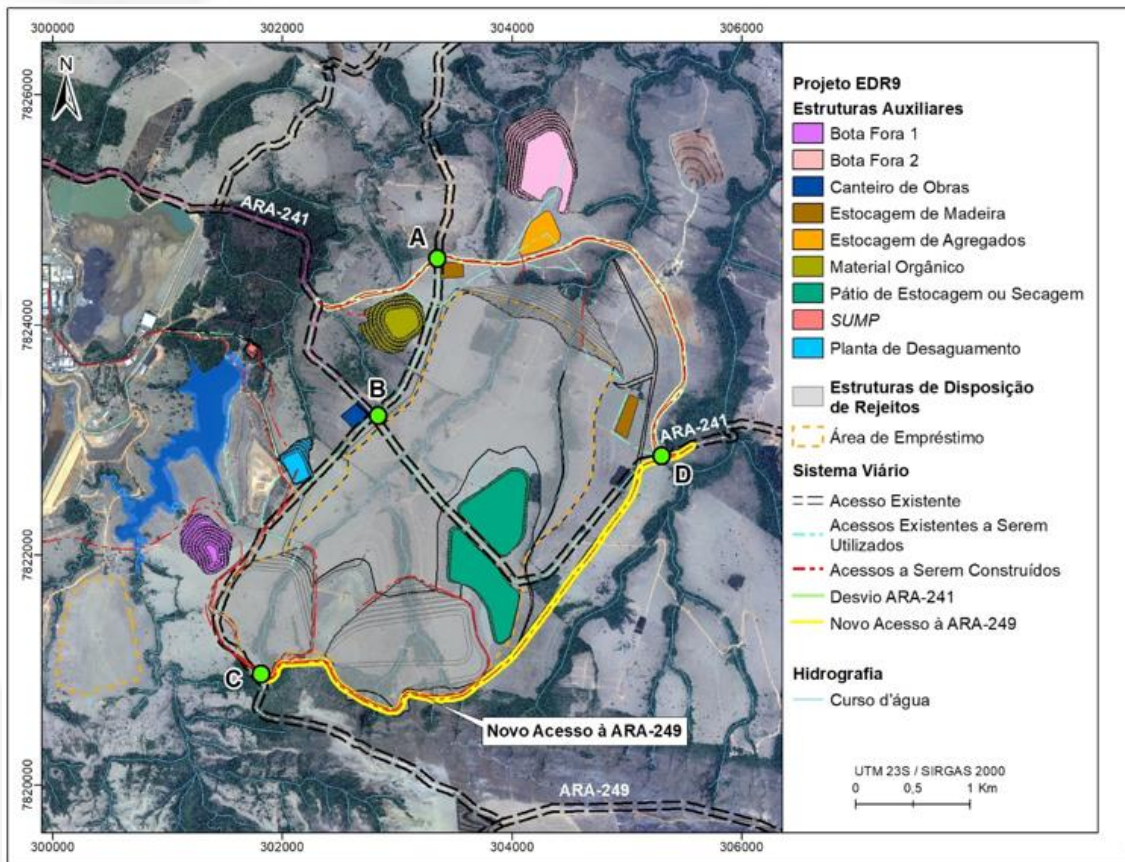 300000
302000
304000
306000
7826000
7824000
7822000
7820000
N
ARA-241
A
B
ARA-241
D
C
Novo Acesso à ARA-249
ARA-249
300000
302000
304000
306000
Projeto EDR9
Estruturas Auxiliares
Bota Fora 1
Bota Fora 2
Canteiro de Obras
Estocagem de Madeira
Estocagem de Agregados
Material Orgânico
Pátio de Estocagem ou Secagem
SUMP
Planta de Desaguamento
Estruturas de Disposição
de Rejeitos
Área de Empréstimo
Sistema Viário
Acesso Existente
Acessos Existentes a Serem
Utilizados
Acessos a Serem Construídos
Desvio ARA-241
Novo Acesso à ARA-249
Hidrografia
Curso d'água
UTM 23S / SIRGAS 2000
0 0,5 1 Km